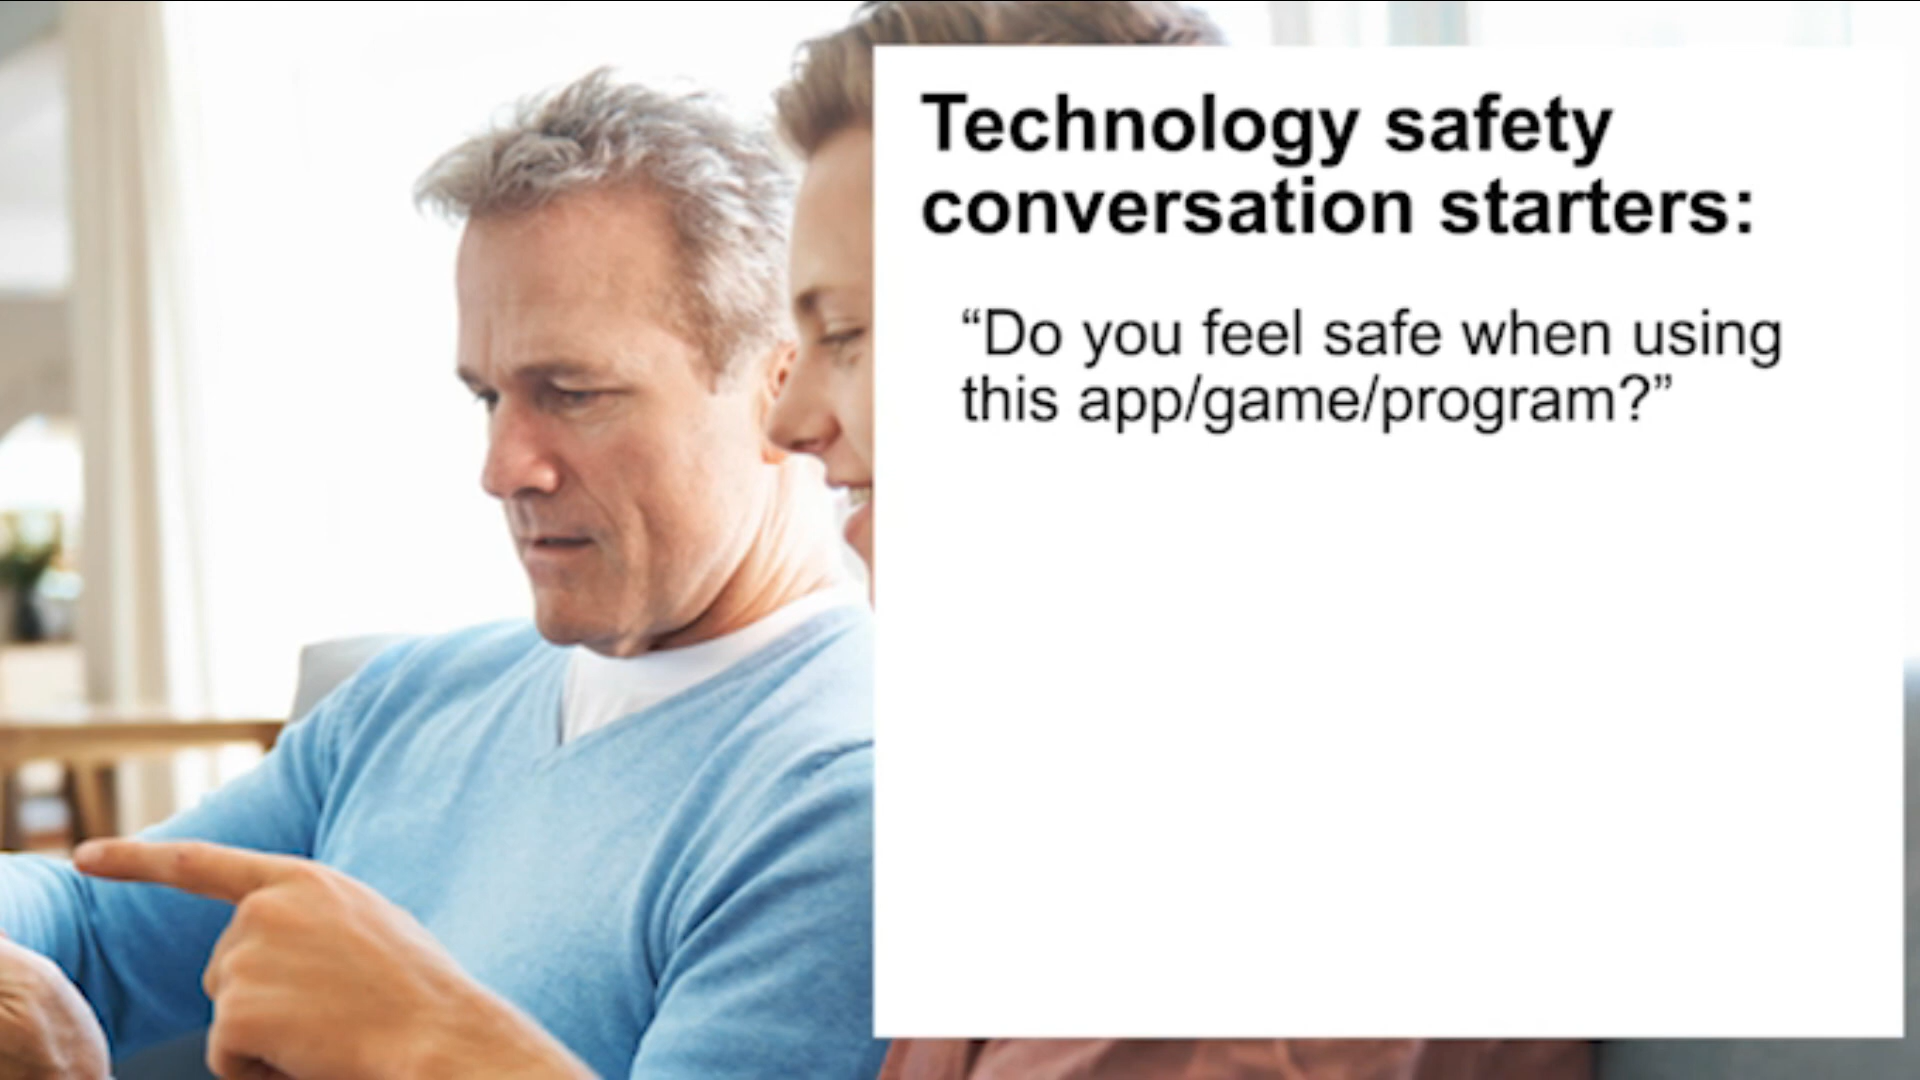 Technology safety
conversation starters:
“Do you feel safe when using
this app/game/program?”